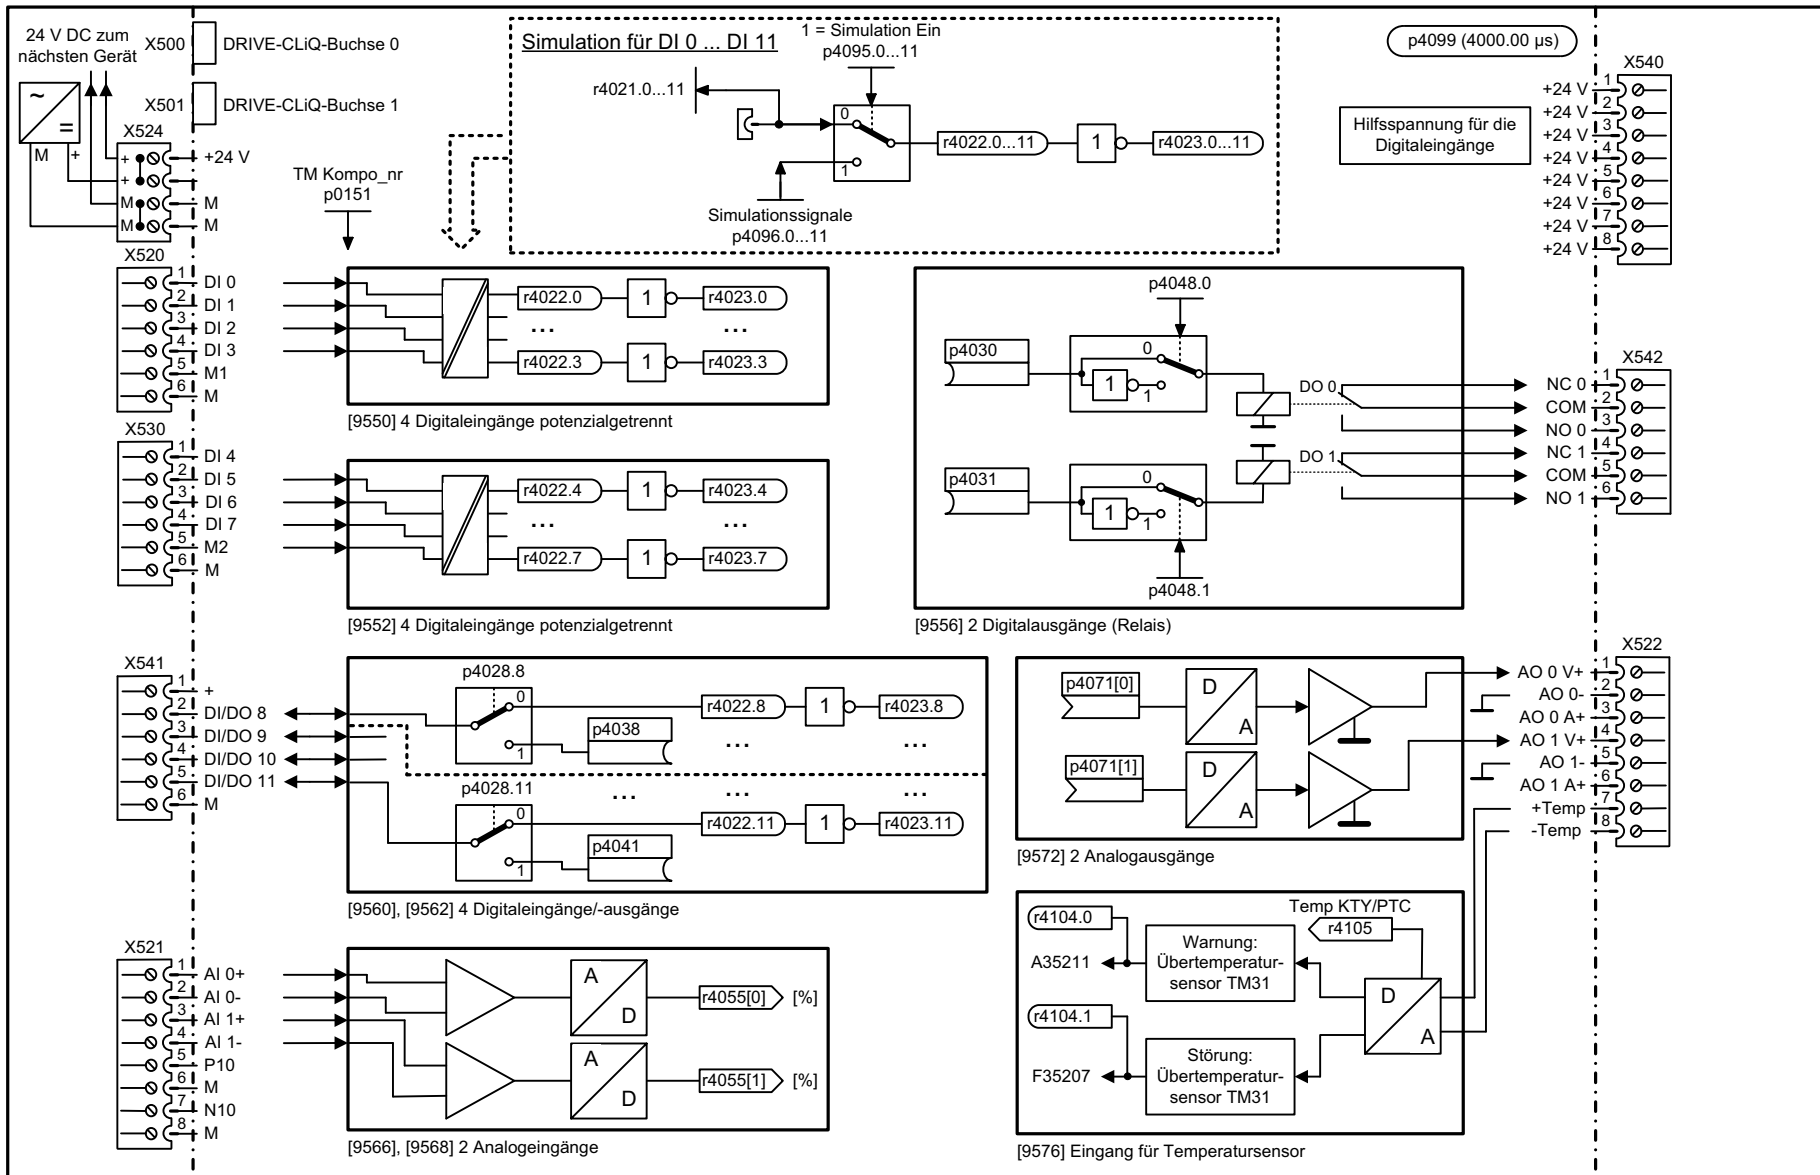 24 V DC zum
nächsten Gerät
X500
DRIVE-CLiQ-Buchse 0
X501
DRIVE-CLiQ-Buchse 1
~
=
M
+
X524
+
+24 V
+
M
M
M
M
TM Kompo_nr
p0151
Simulation für DI 0 ... DI 11
1 = Simulation Ein
p4095.0...11
r4021.0...11
0
1
r4022.0...11
1
r4023.0...11
Simulationssignale
p4096.0...11
p4099 (4000.00 µs)
Hilfsspannung für die
Digitaleingänge
X540
+24 V 1
+24 V 2
+24 V 3
+24 V 4
+24 V 5
+24 V 6
+24 V 7
+24 V 8
X520
1 DI 0
2 DI 1
3 DI 2
4 DI 3
5 M1
6 M
r4022.0
1
r4023.0
...
...
r4022.3
1
r4023.3
[9550] 4 Digitaleingänge potenzialgetrennt
X530
1 DI 4
2 DI 5
3 DI 6
4 DI 7
5 M2
6 M
r4022.4
1
r4023.4
...
...
r4022.7
1
r4023.7
[9552] 4 Digitaleingänge potenzialgetrennt
p4048.0
p4030
0
1
1
DO 0
p4031
0
1
1
DO 1
p4048.1
[9556] 2 Digitalausgänge (Relais)
X542
NC 0 1
COM 2
NO 0 3
NC 1 4
COM 5
NO 1 6
X541
1 +
2 DI/DO 8
3 DI/DO 9
4 DI/DO 10
5 DI/DO 11
6 M
p4028.8
0
1
r4022.8
1
r4023.8
p4038
...
...
p4028.11
...
...
...
0
1
r4022.11
1
r4023.11
p4041
[9560], [9562] 4 Digitaleingänge/-ausgänge
p4071[0]
D
A
p4071[1]
D
A
[9572] 2 Analogausgänge
X522
AO 0 V+ 1
AO 0- 2
AO 0 A+ 3
AO 1 V+ 4
AO 1- 5
AO 1 A+ 6
+Temp 7
-Temp 8
X521
1 AI 0+
2 AI 0-
3 AI 1+
4 AI 1-
5 P10
6 M
7 N10
8 M
A
D
r4055[0]
[%]
A
D
r4055[1]
[%]
[9566], [9568] 2 Analogeingänge
r4104.0
A35211
Warnung:
Übertemperatur-
sensor TM31
Temp KTY/PTC
r4105
D
A
r4104.1
F35207
Störung:
Übertemperatur-
sensor TM31
[9576] Eingang für Temperatursensor